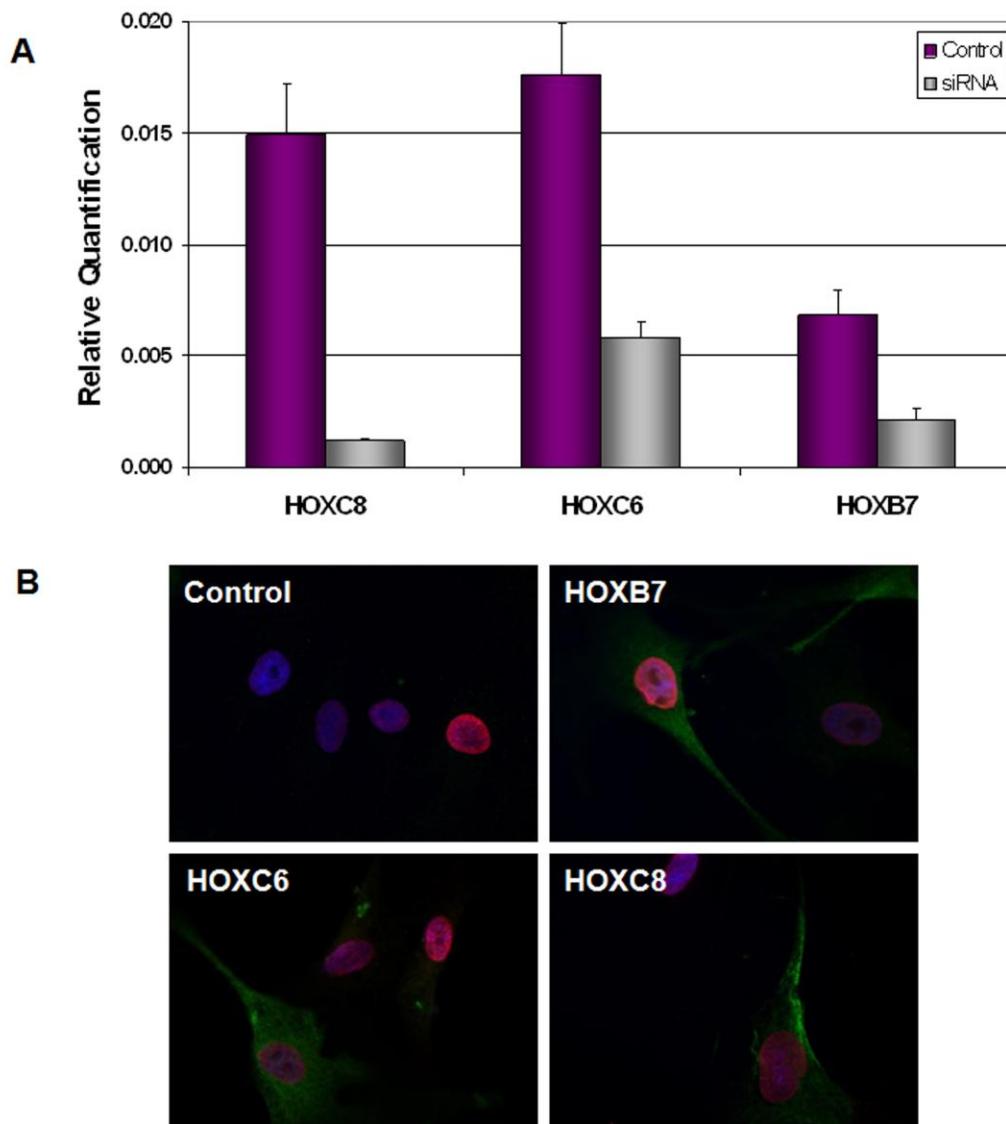 A
Relative Quantification
0.020
0.015
0.010
0.005
0.000
Control
siRNA
HOXC8
HOXC6
HOXB7
B
Control
HOXB7
HOXC6
HOXC8